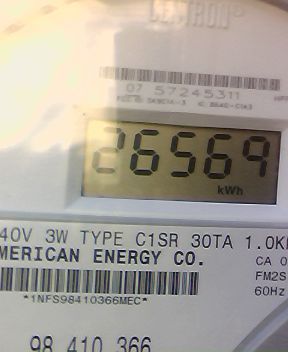 CENTRON®
07 57245311
26569
kWh
40V 3W TYPE C1SR 30TA 1.0K
MERICAN ENERGY CO.
CA 0
FM2S
60Hz
*1NFS98410366MEC*
98 410 366